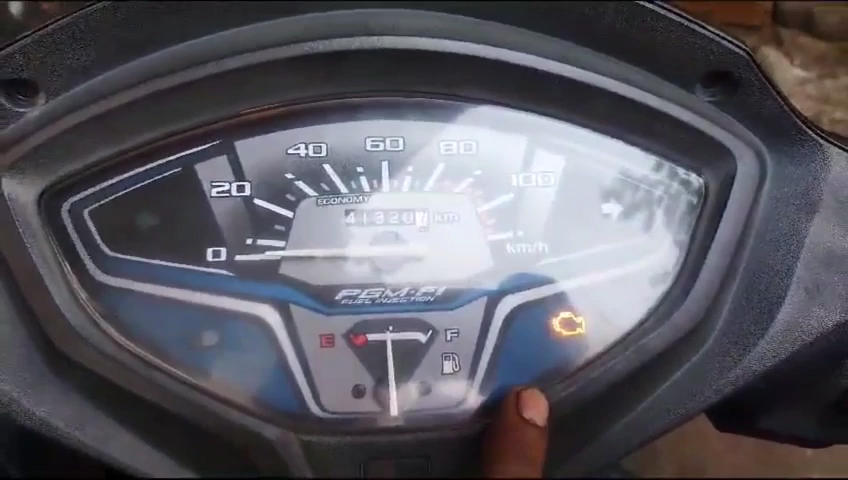 20 40 60 80 100
ECONOMY
km
0 km/h
PGM-FI
FUEL INJECTION
E F